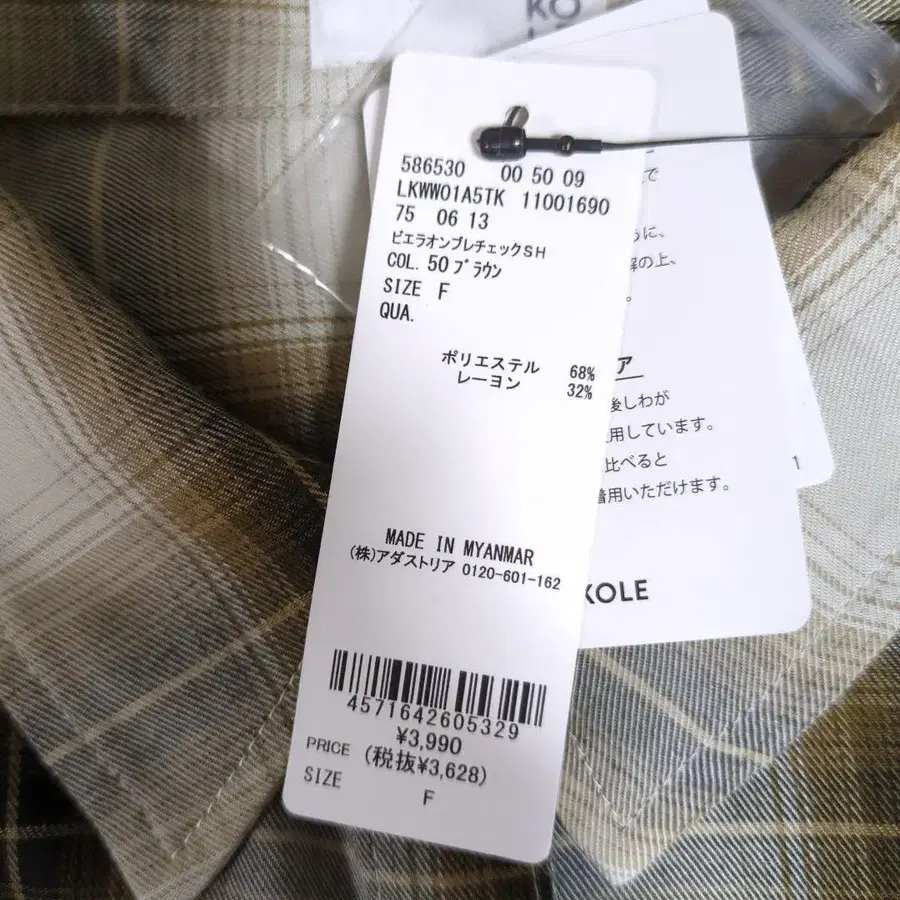 KO
586530 00 50 09
LKWW01A5TK 11001690
75 06 13
ビエラオンブレチェックSH
COL. 50 ブラウン
SIZE F
QUA.
ポリエステル 68%
レーヨン 32%
MADE IN MYANMAR
(株)アダストリア 0120-601-162
4571642605329
¥3,990
PRICE (税抜¥3,628)
SIZE F
で
うに、
解の上、
。
ア
後しわが
用しています。
比べると
着用いただけます。
1
KOLE